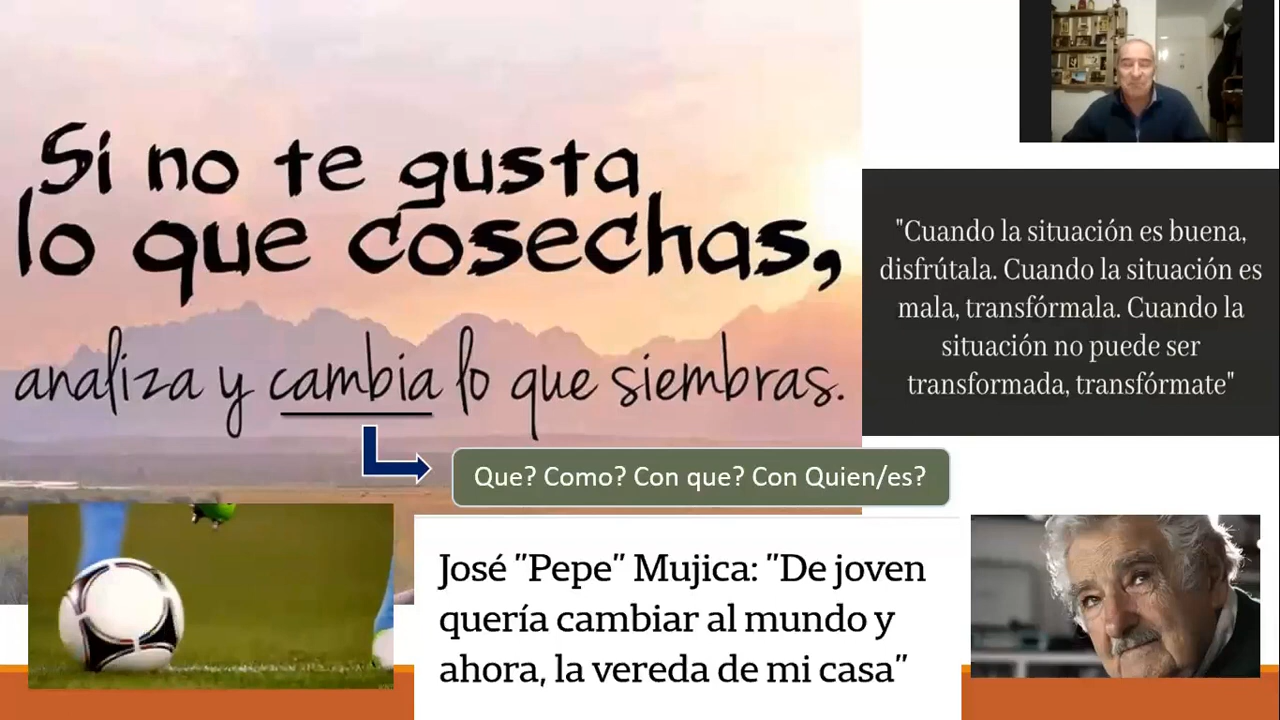 Si no te gusta
lo que cosechas,
analiza y cambia lo que siembras.
"Cuando la situación es buena,
disfrútala. Cuando la situación es
mala, transfórmala. Cuando la
situación no puede ser
transformada, transfórmate"
Que? Como? Con que? Con Quien/es?
José "Pepe" Mujica: "De joven
quería cambiar al mundo y
ahora, la vereda de mi casa"